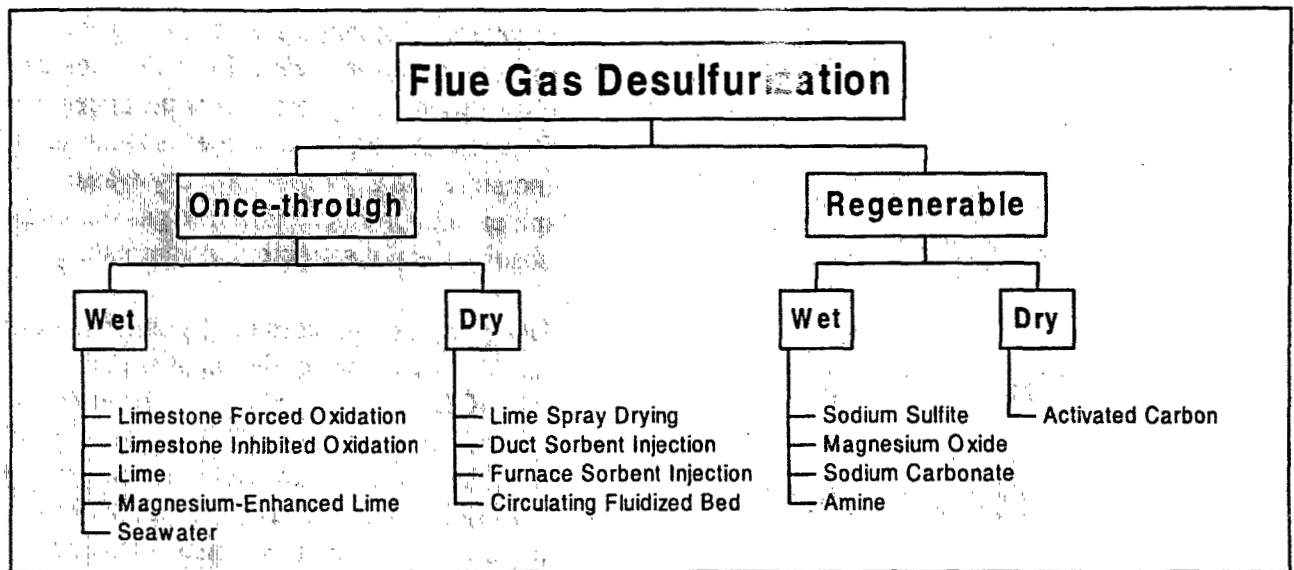 Flue Gas Desulfurization
Once-through
Regenerable
Wet
Dry
Wet
Dry
Limestone Forced Oxidation
Limestone Inhibited Oxidation
Lime
Magnesium-Enhanced Lime
Seawater
Lime Spray Drying
Duct Sorbent Injection
Furnace Sorbent Injection
Circulating Fluidized Bed
Sodium Sulfite
Magnesium Oxide
Sodium Carbonate
Amine
Activated Carbon